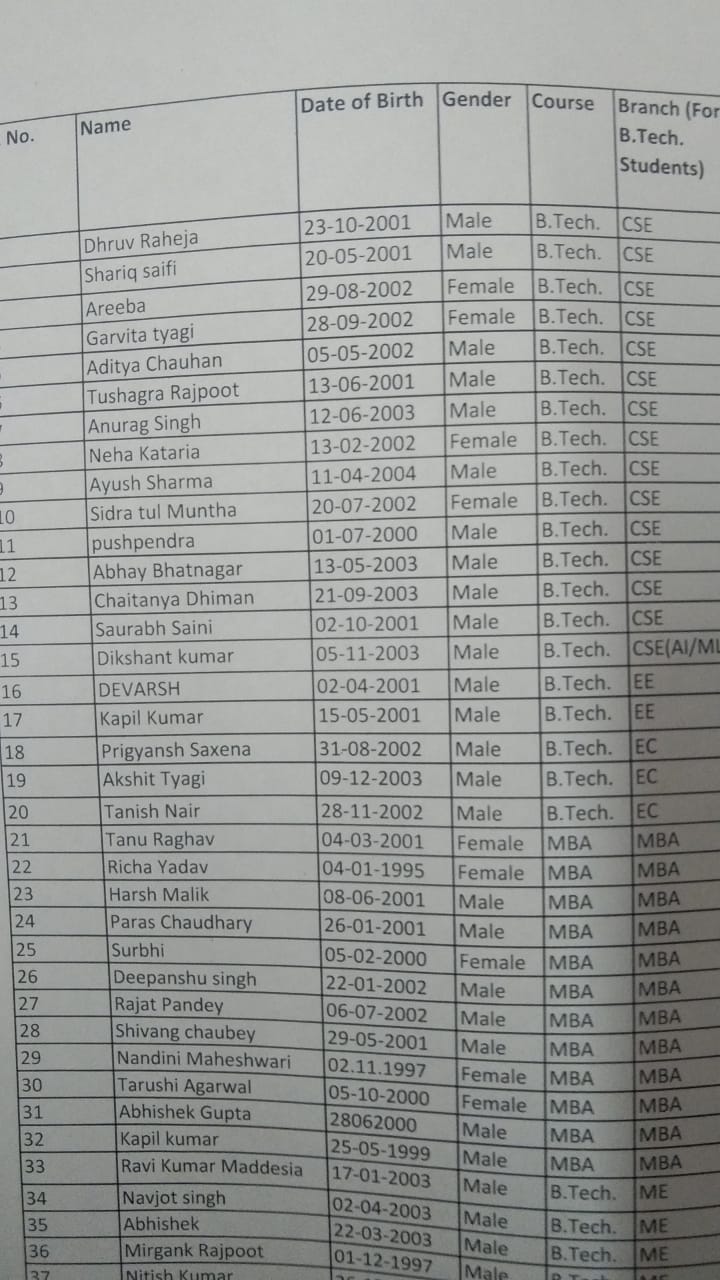 No. Name Date of Birth Gender Course Branch (For
B.Tech.
Students)
Dhruv Raheja 23-10-2001 Male B.Tech. CSE
Shariq saifi 20-05-2001 Male B.Tech. CSE
Areeba 29-08-2002 Female B.Tech. CSE
Garvita tyagi 28-09-2002 Female B.Tech. CSE
Aditya Chauhan 05-05-2002 Male B.Tech. CSE
Tushagra Rajpoot 13-06-2001 Male B.Tech. CSE
Anurag Singh 12-06-2003 Male B.Tech. CSE
Neha Kataria 13-02-2002 Female B.Tech. CSE
Ayush Sharma 11-04-2004 Male B.Tech. CSE
10 Sidra tul Muntha 20-07-2002 Female B.Tech. CSE
11 pushpendra 01-07-2000 Male B.Tech. CSE
12 Abhay Bhatnagar 13-05-2003 Male B.Tech. CSE
13 Chaitanya Dhiman 21-09-2003 Male B.Tech. CSE
14 Saurabh Saini 02-10-2001 Male B.Tech. CSE
15 Dikshant kumar 05-11-2003 Male B.Tech. CSE(AI/ML
16 DEVARSH 02-04-2001 Male B.Tech. EE
17 Kapil Kumar 15-05-2001 Male B.Tech. EE
18 Prigyansh Saxena 31-08-2002 Male B.Tech. EC
19 Akshit Tyagi 09-12-2003 Male B.Tech. EC
20 Tanish Nair 28-11-2002 Male B.Tech. EC
21 Tanu Raghav 04-03-2001 Female MBA MBA
22 Richa Yadav 04-01-1995 Female MBA MBA
23 Harsh Malik 08-06-2001 Male MBA MBA
24 Paras Chaudhary 26-01-2001 Male MBA MBA
25 Surbhi 05-02-2000 Female MBA MBA
26 Deepanshu singh 22-01-2002 Male MBA MBA
27 Rajat Pandey 06-07-2002 Male MBA MBA
28 Shivang chaubey 29-05-2001 Male MBA MBA
29 Nandini Maheshwari 02.11.1997 Female MBA MBA
30 Tarushi Agarwal 05-10-2000 Female MBA MBA
31 Abhishek Gupta 28062000 Male MBA MBA
32 Kapil kumar 25-05-1999 Male MBA MBA
33 Ravi Kumar Maddesia 17-01-2003 Male B.Tech. ME
34 Navjot singh 02-04-2003 Male B.Tech. ME
35 Abhishek 22-03-2003 Male B.Tech. ME
36 Mirgank Rajpoot 01-12-1997 Male
37 Nitish Kumar